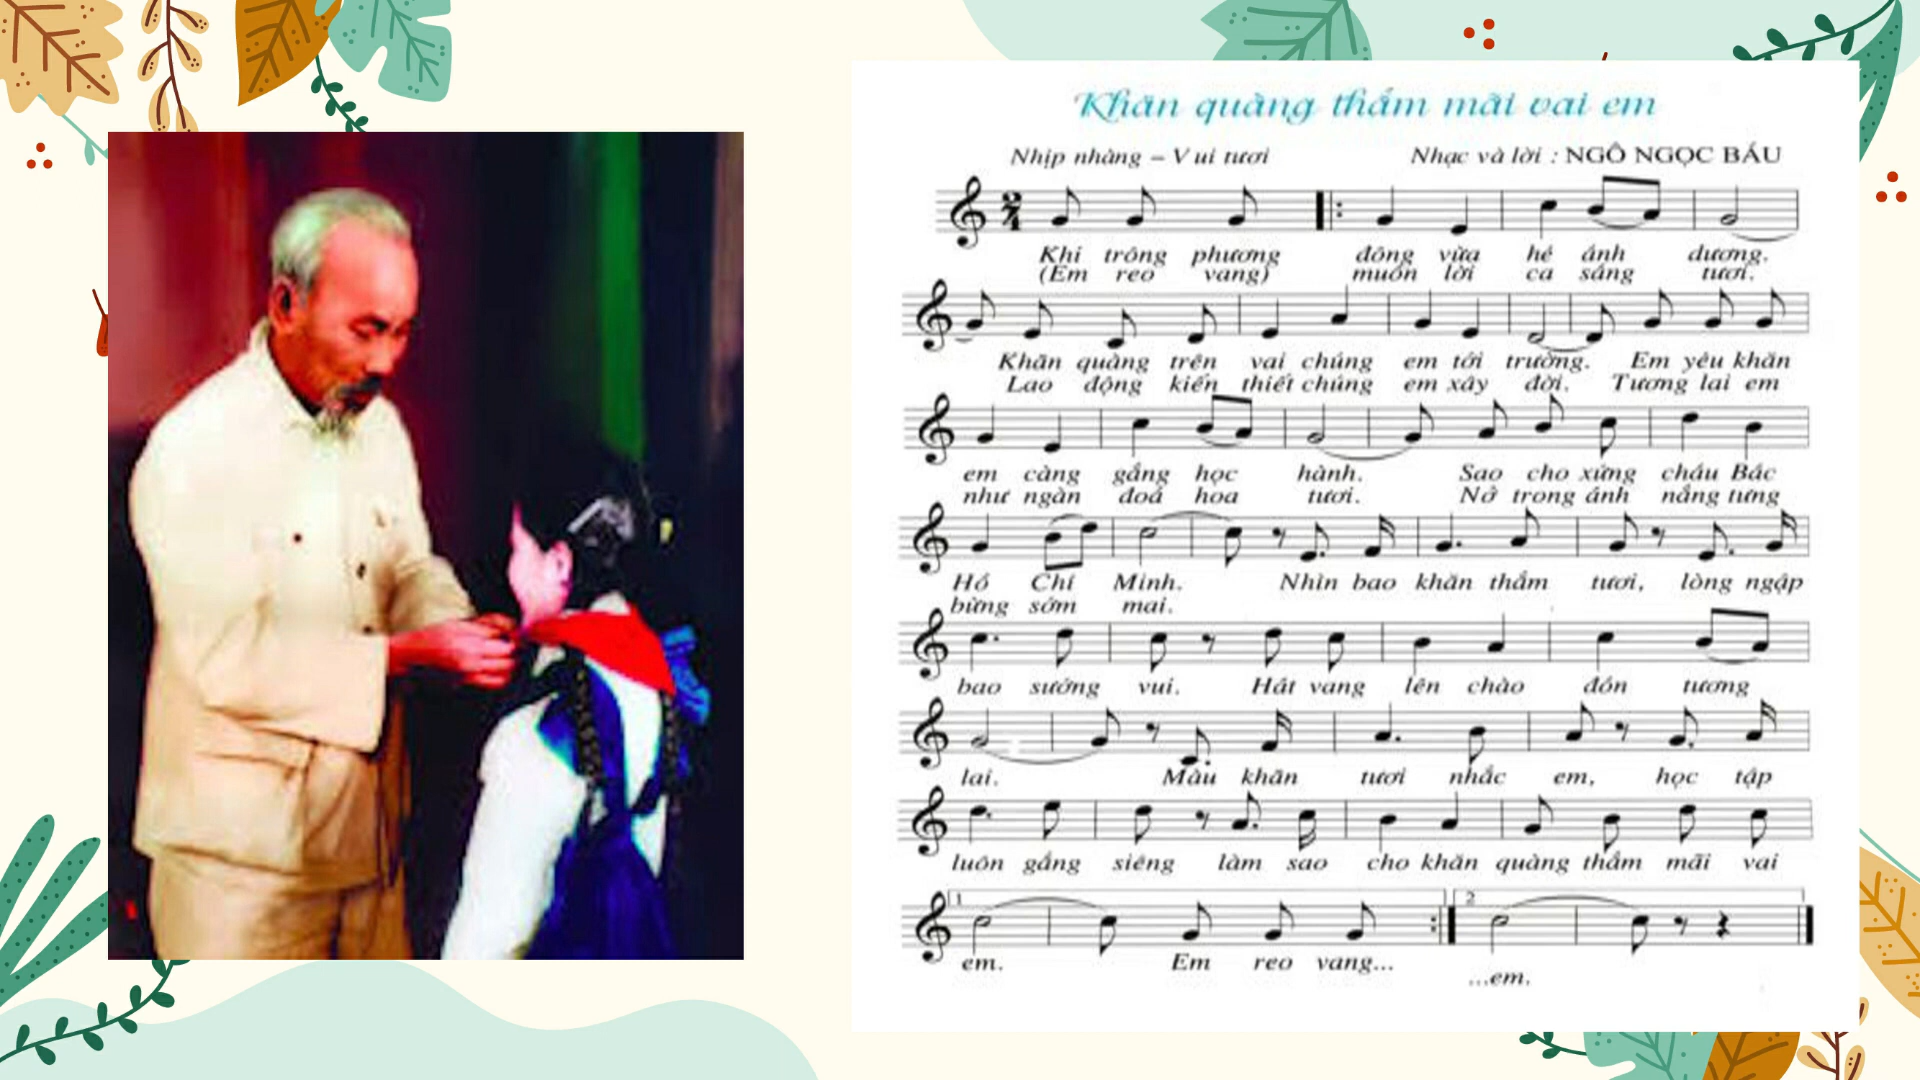 Khăn quàng thắm mãi vai em
Nhịp nhàng – Vui tươi
Nhạc và lời : NGÔ NGỌC BÁU
2
4
Khi trông phương đông vừa hé ánh dương.
(Em reo vang) muôn lời ca sáng tươi.
Khăn quàng trên vai chúng em tới trường. Em yêu khăn
Lao động kiến thiết chúng em xây đời. Tương lai em
em càng gắng học hành. Sao cho xứng cháu Bác
như ngàn đoá hoa tươi. Nở trong ánh nắng tưng
Hồ Chí Minh. Nhìn bao khăn thắm tươi, lòng ngập
bừng sớm mai.
bao sướng vui. Hát vang lên chào đón tương
lai. Màu khăn tươi nhắc em, học tập
luôn gắng siêng làm sao cho khăn quàng thắm mãi vai
1
2
em. Em reo vang...
...em.